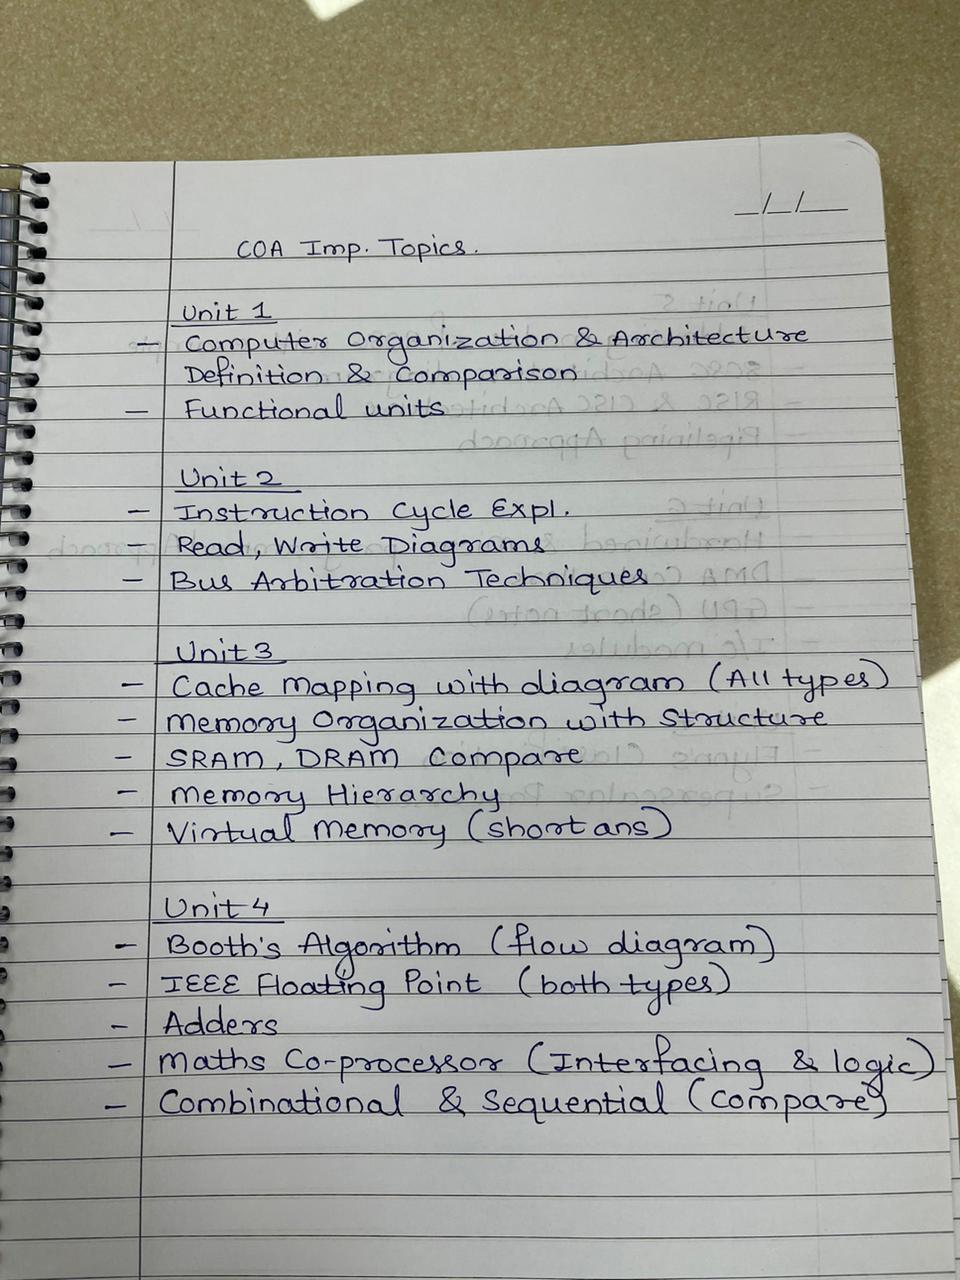 _/_/__
COA Imp. Topics.
Unit 1
- Computer Organization & Architecture
Definition & Comparison
- Functional units
Unit 2
- Instruction Cycle Expl.
- Read, Write Diagrams
- Bus Arbitration Techniques
Unit 3
- Cache Mapping with diagram (All types)
- Memory Organization with Structure
- SRAM, DRAM Compare
- Memory Hierarchy
- Virtual Memory (short ans)
Unit 4
- Booth's Algorithm (flow diagram)
- IEEE Floating Point (both types)
- Adders
- Maths Co-processor (Interfacing & logic)
- Combinational & Sequential (Compare)